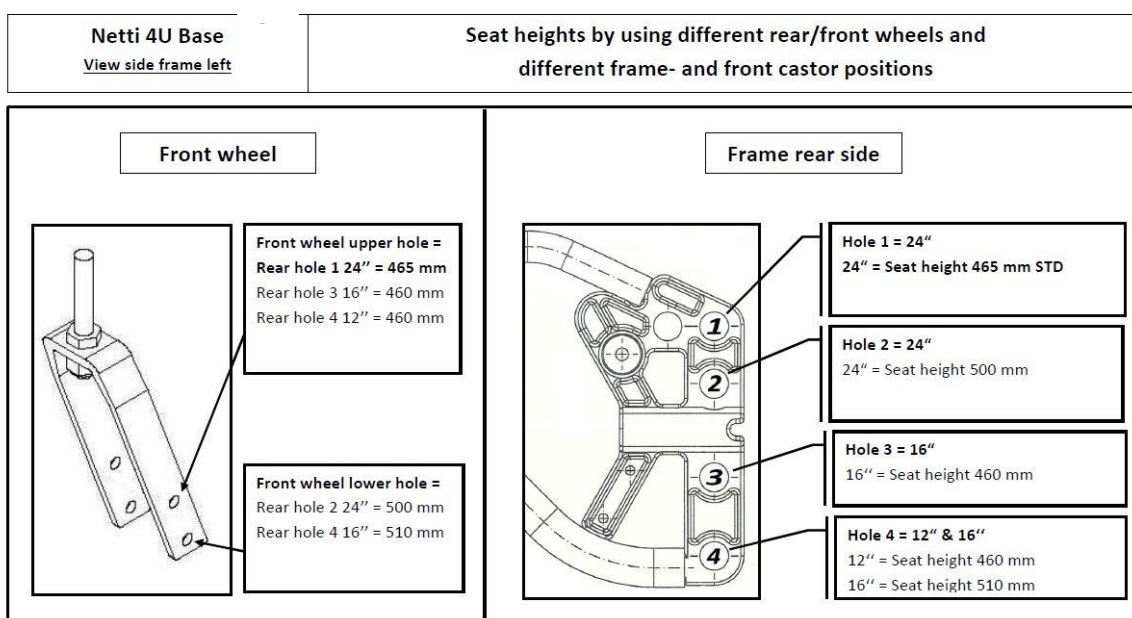 Netti 4U Base
View side frame left
Seat heights by using different rear/front wheels and
different frame- and front castor positions
Front wheel
Front wheel upper hole =
Rear hole 1 24’’ = 465 mm
Rear hole 3 16’’ = 460 mm
Rear hole 4 12’’ = 460 mm
Front wheel lower hole =
Rear hole 2 24’’ = 500 mm
Rear hole 4 16’’ = 510 mm
Frame rear side
1
2
3
4
Hole 1 = 24“
24“ = Seat height 465 mm STD
Hole 2 = 24“
24“ = Seat height 500 mm
Hole 3 = 16“
16‘‘ = Seat height 460 mm
Hole 4 = 12“ & 16‘‘
12‘‘ = Seat height 460 mm
16‘‘ = Seat height 510 mm